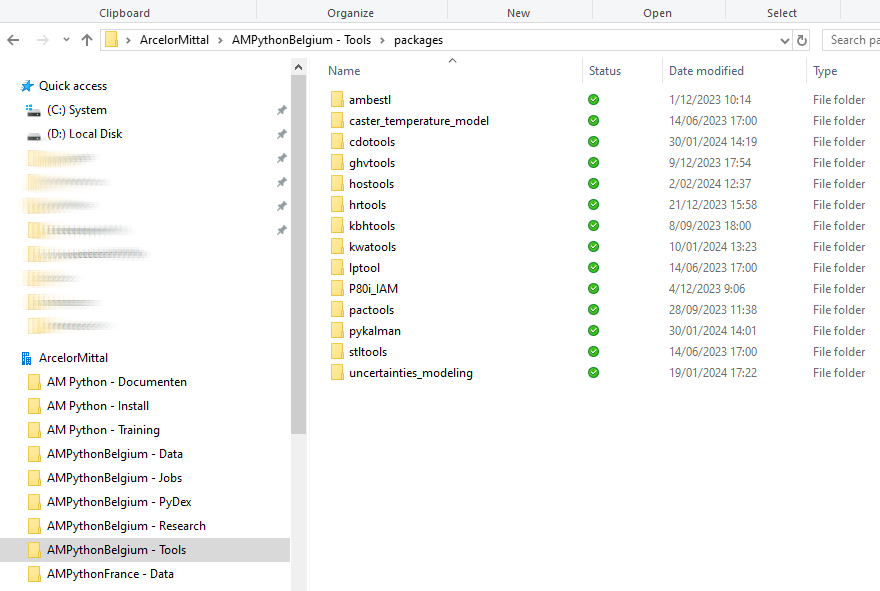 Clipboard Organize New Open Select
ArcelorMittal > AMPythonBelgium - Tools > packages
Search pa
Name Status Date modified Type
Quick access
(C:) System
(D:) Local Disk
ArcelorMittal
AM Python - Documenten
AM Python - Install
AM Python - Training
AMPythonBelgium - Data
AMPythonBelgium - Jobs
AMPythonBelgium - PyDex
AMPythonBelgium - Research
AMPythonBelgium - Tools
AMPythonFrance - Data
ambestl 1/12/2023 10:14 File folder
caster_temperature_model 14/06/2023 17:00 File folder
cdotools 30/01/2024 14:19 File folder
ghvtools 9/12/2023 17:54 File folder
hostools 2/02/2024 12:37 File folder
hrtools 21/12/2023 15:58 File folder
kbhtools 8/09/2023 18:00 File folder
kwatools 10/01/2024 13:23 File folder
lptool 14/06/2023 17:00 File folder
P80i_IAM 4/12/2023 9:06 File folder
pactools 28/09/2023 11:38 File folder
pykalman 30/01/2024 14:01 File folder
stltools 14/06/2023 17:00 File folder
uncertainties_modeling 19/01/2024 17:22 File folder